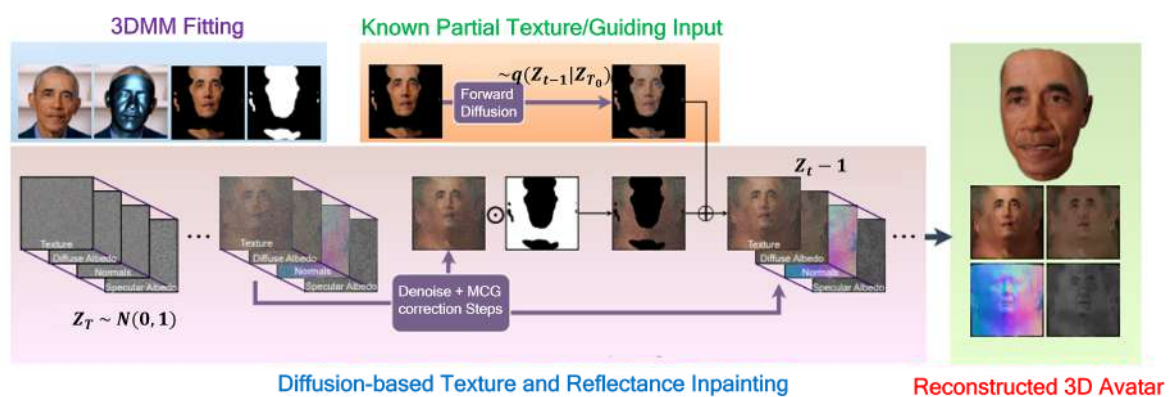 3DMM Fitting
Known Partial Texture/Guiding Input
Forward
Diffusion
~q(Z_{t-1}|Z_{T_0})
Z_t − 1
Texture
Diffuse Albedo
Normals
Specular Albedo
...
Texture
Diffuse Albedo
Normals
Specular Albedo
⊙
⊕
Texture
Diffuse Albedo
Normals
Specular Albedo
...
Z_T ~ N(0, 1)
Denoise + MCG
correction Steps
Diffusion-based Texture and Reflectance Inpainting
Reconstructed 3D Avatar